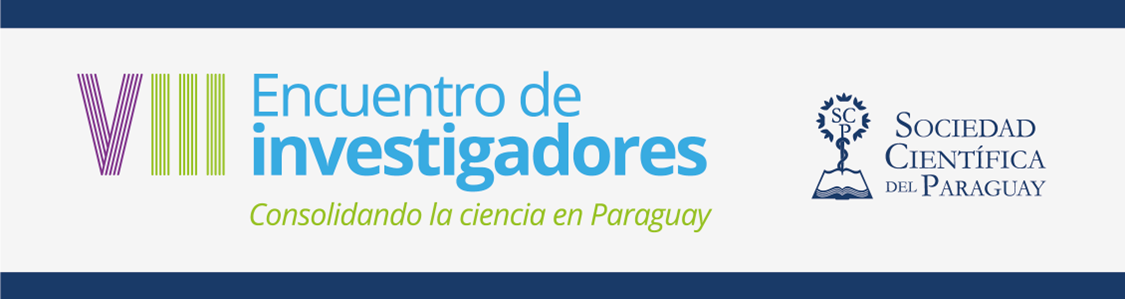 VIII
Encuentro de
investigadores
Consolidando la ciencia en Paraguay
SCP
SOCIEDAD
CIENTÍFICA
DEL PARAGUAY